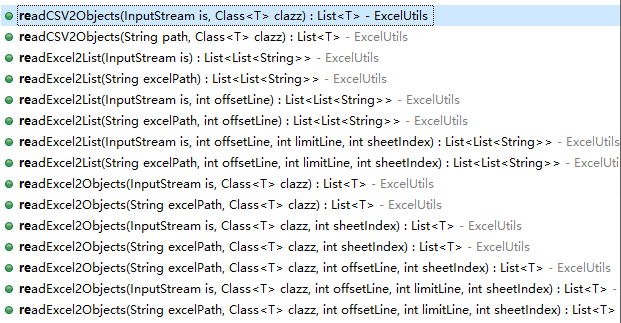 readCSV2Objects(InputStream is, Class<T> clazz) : List<T> - ExcelUtils
readCSV2Objects(String path, Class<T> clazz) : List<T> - ExcelUtils
readExcel2List(InputStream is) : List<List<String>> - ExcelUtils
readExcel2List(String excelPath) : List<List<String>> - ExcelUtils
readExcel2List(InputStream is, int offsetLine) : List<List<String>> - ExcelUtils
readExcel2List(String excelPath, int offsetLine) : List<List<String>> - ExcelUtils
readExcel2List(InputStream is, int offsetLine, int limitLine, int sheetIndex) : List<List<String>> - ExcelUtils
readExcel2List(String excelPath, int offsetLine, int limitLine, int sheetIndex) : List<List<String>> - ExcelUti
readExcel2Objects(InputStream is, Class<T> clazz) : List<T> - ExcelUtils
readExcel2Objects(String excelPath, Class<T> clazz) : List<T> - ExcelUtils
readExcel2Objects(InputStream is, Class<T> clazz, int sheetIndex) : List<T> - ExcelUtils
readExcel2Objects(String excelPath, Class<T> clazz, int sheetIndex) : List<T> - ExcelUtils
readExcel2Objects(String excelPath, Class<T> clazz, int offsetLine, int sheetIndex) : List<T> - ExcelUtils
readExcel2Objects(InputStream is, Class<T> clazz, int offsetLine, int limitLine, int sheetIndex) : List<T> -
readExcel2Objects(String excelPath, Class<T> clazz, int offsetLine, int limitLine, int sheetIndex) : List<T>